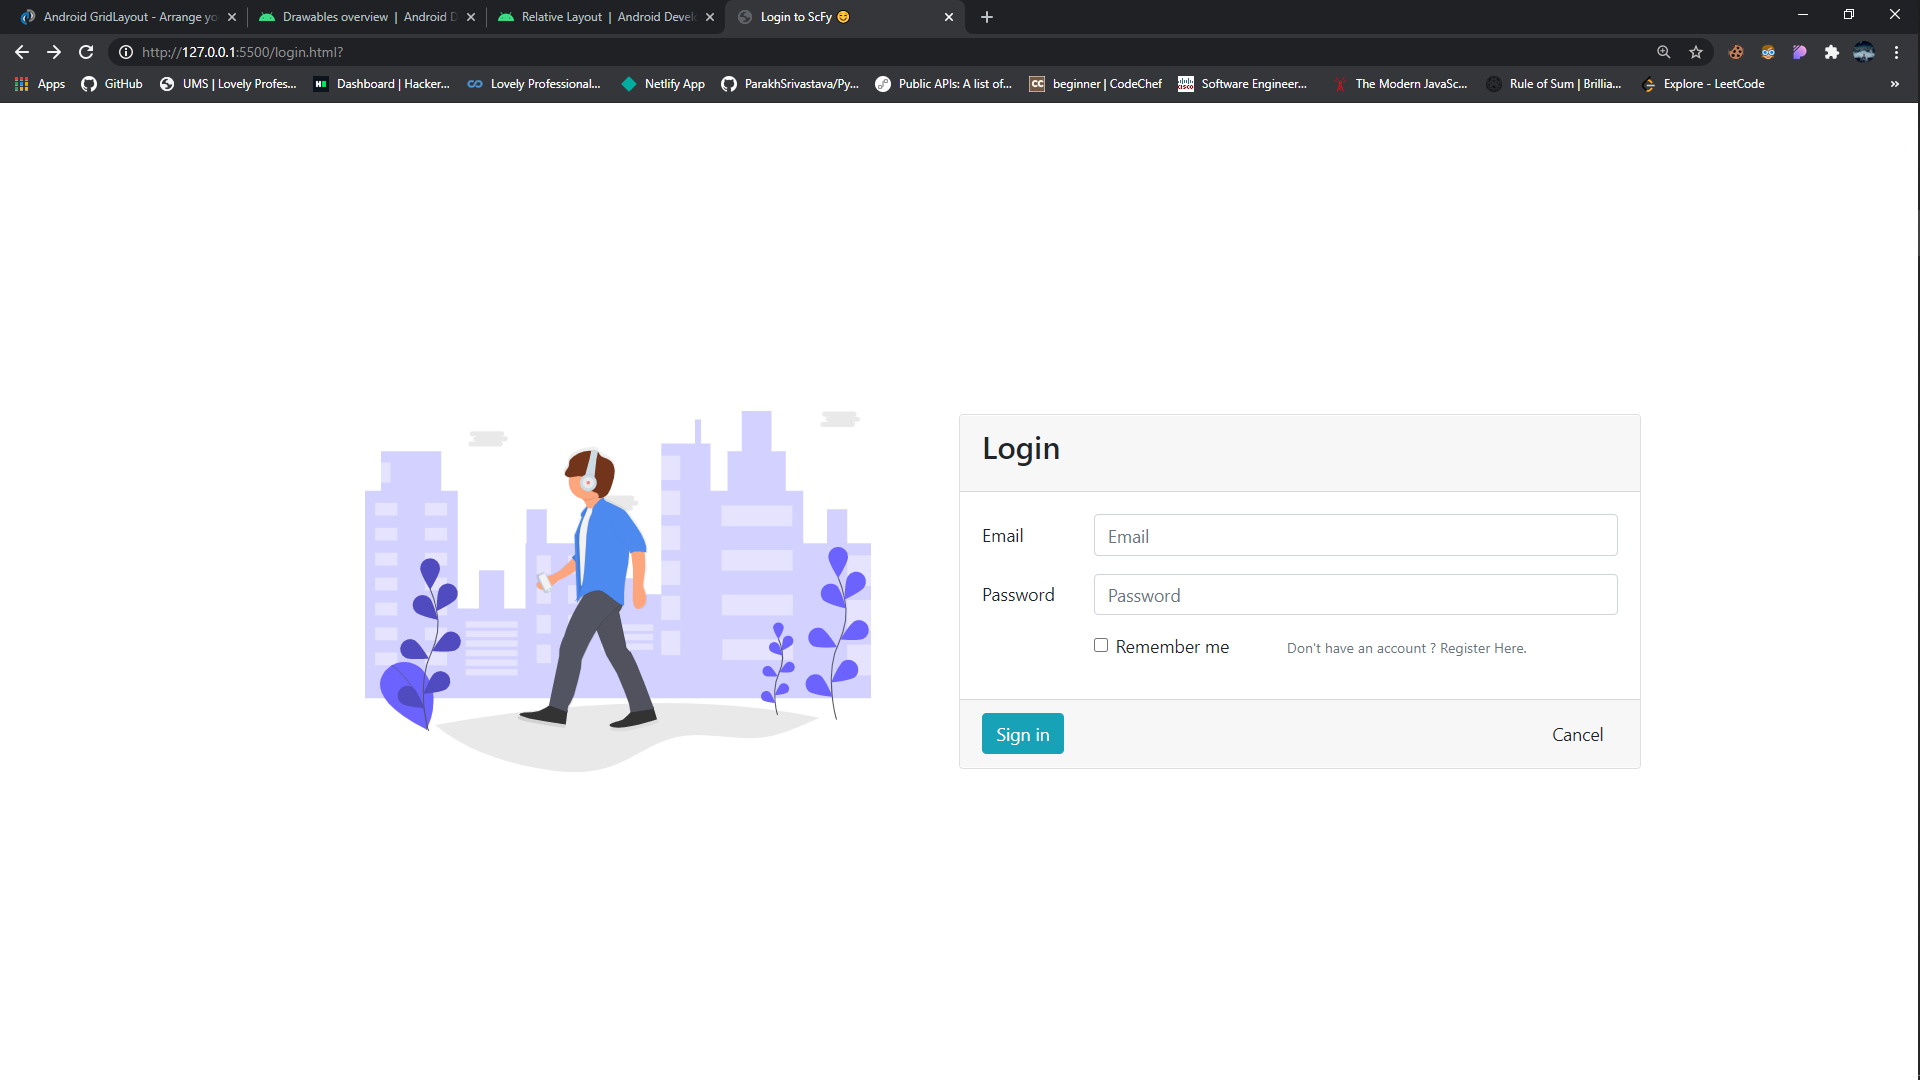 Android GridLayout - Arrange yo
Drawables overview | Android D
Relative Layout | Android Devel
Login to ScFy 😊
http://127.0.0.1:5500/login.html?
Apps
GitHub
UMS | Lovely Profes...
Dashboard | Hacker...
Lovely Professional...
Netlify App
ParakhSrivastava/Py...
Public APIs: A list of...
CC
beginner | CodeChef
Software Engineer...
The Modern JavaSc...
Rule of Sum | Brillia...
Explore - LeetCode
»
Login
Email
Email
Password
Password
Remember me
Don't have an account ? Register Here.
Sign in
Cancel